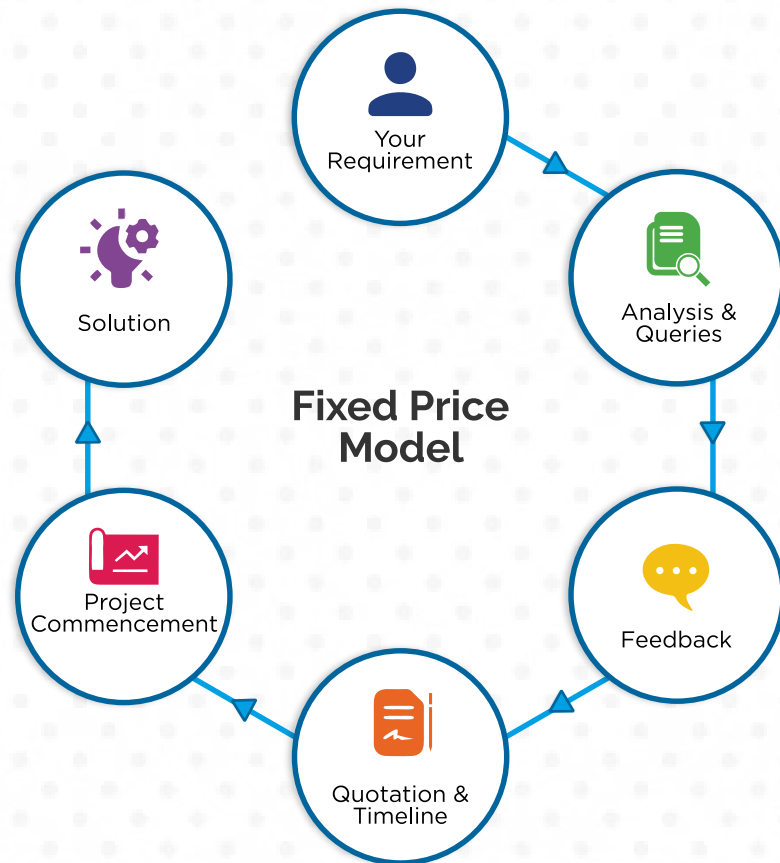 Your
Requirement
Analysis &
Queries
Feedback
Quotation &
Timeline
Project
Commencement
Solution
Fixed Price
Model